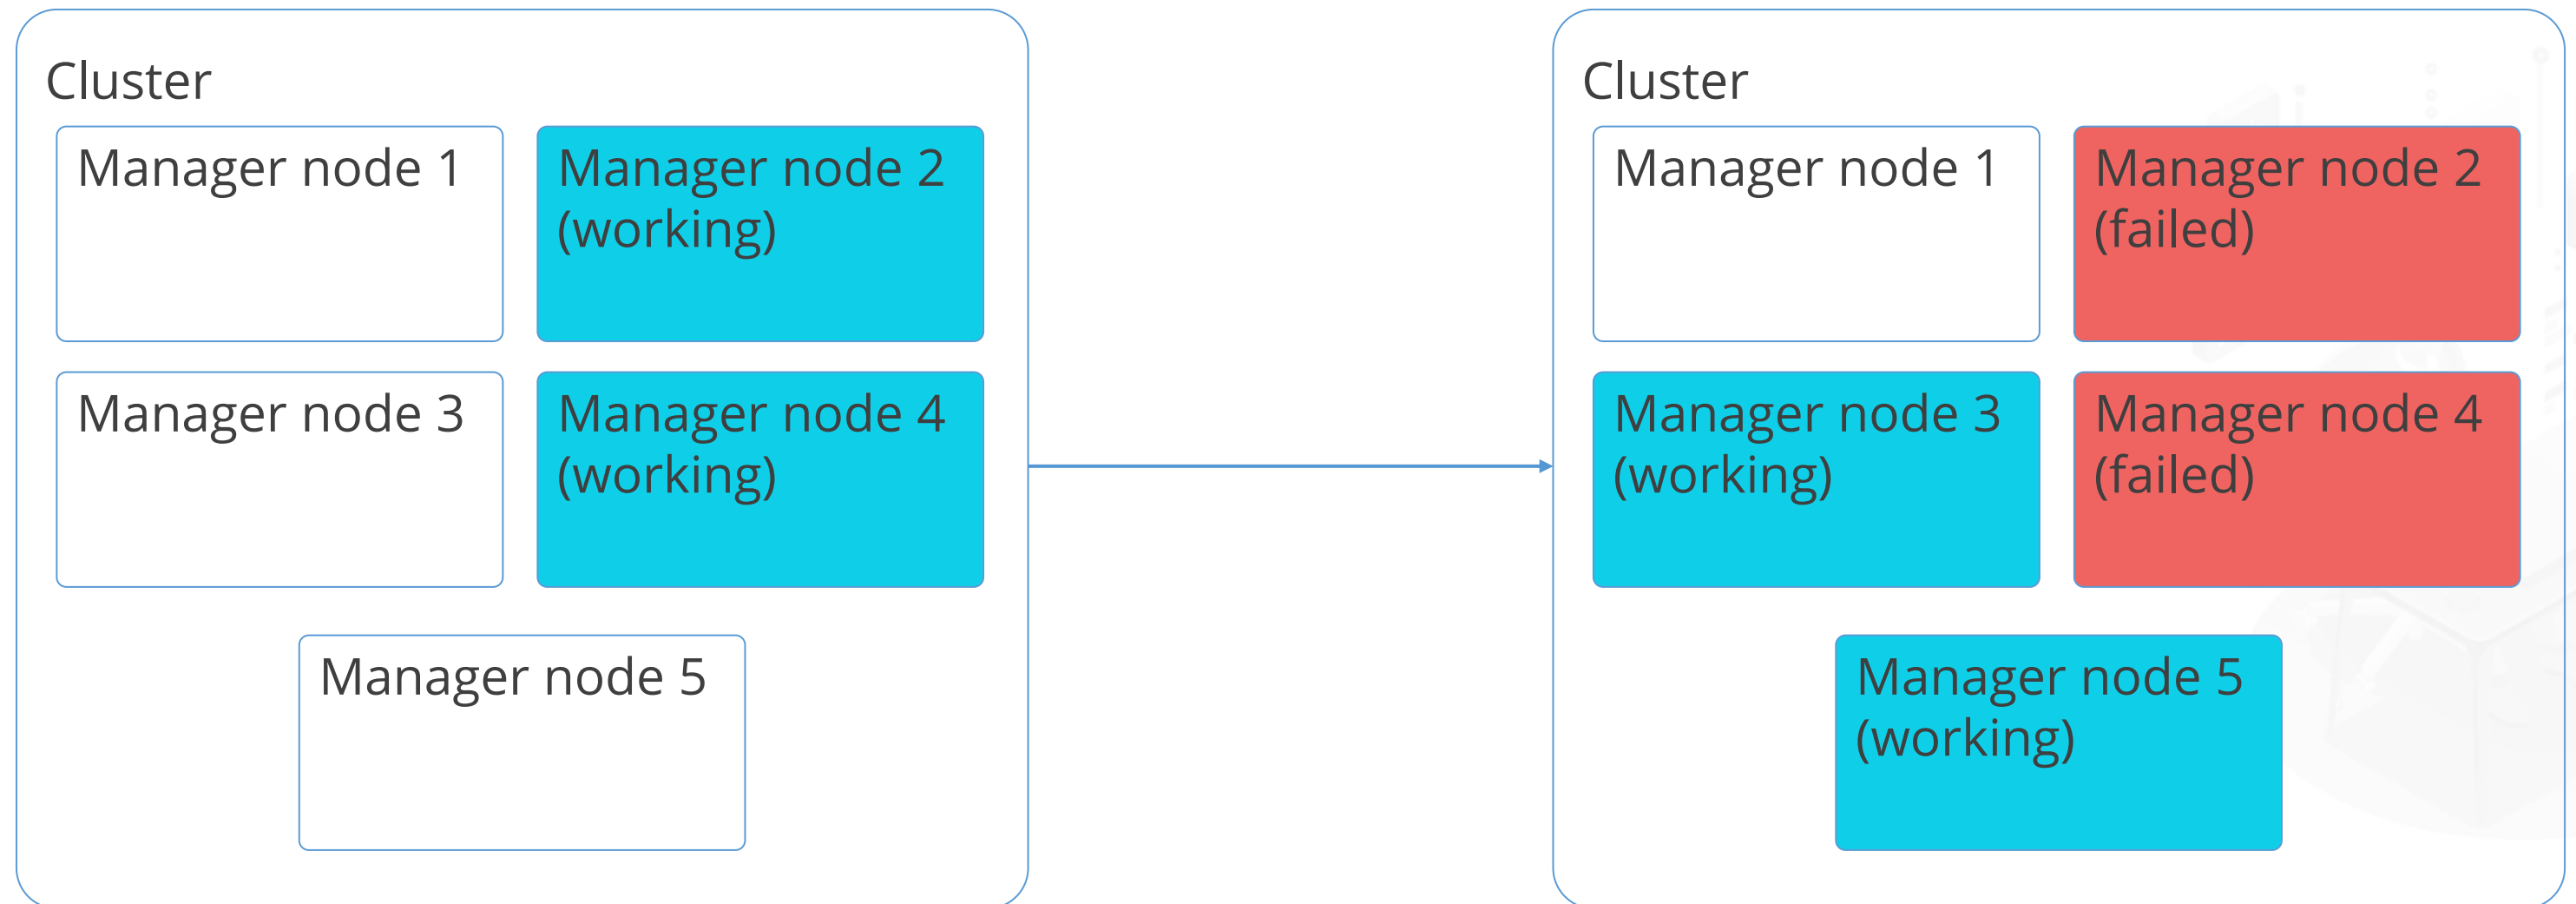 Cluster
Manager node 1
Manager node 2
(working)
Manager node 3
Manager node 4
(working)
Manager node 5
Cluster
Manager node 1
Manager node 2
(failed)
Manager node 3
(working)
Manager node 4
(failed)
Manager node 5
(working)